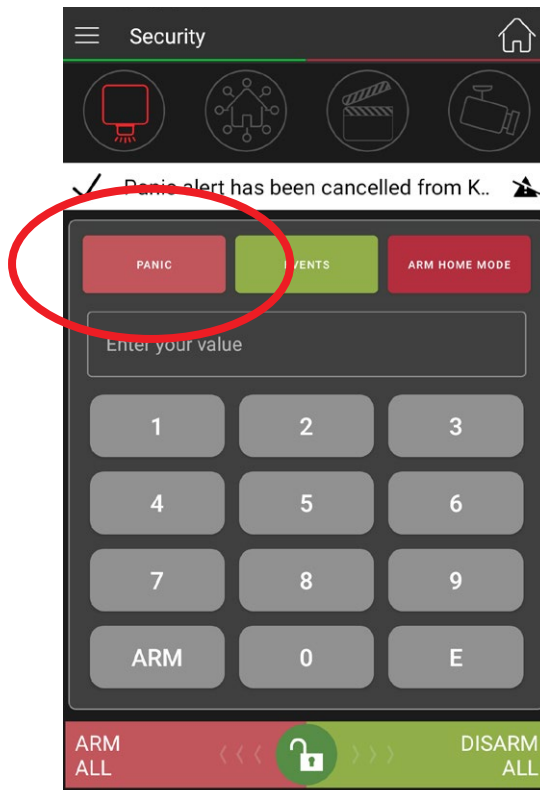 Security
Panic alert has been cancelled from K..
PANIC EVENTS ARM HOME MODE
Enter your value
1 2 3
4 5 6
7 8 9
ARM 0 E
ARM ALL
DISARM ALL